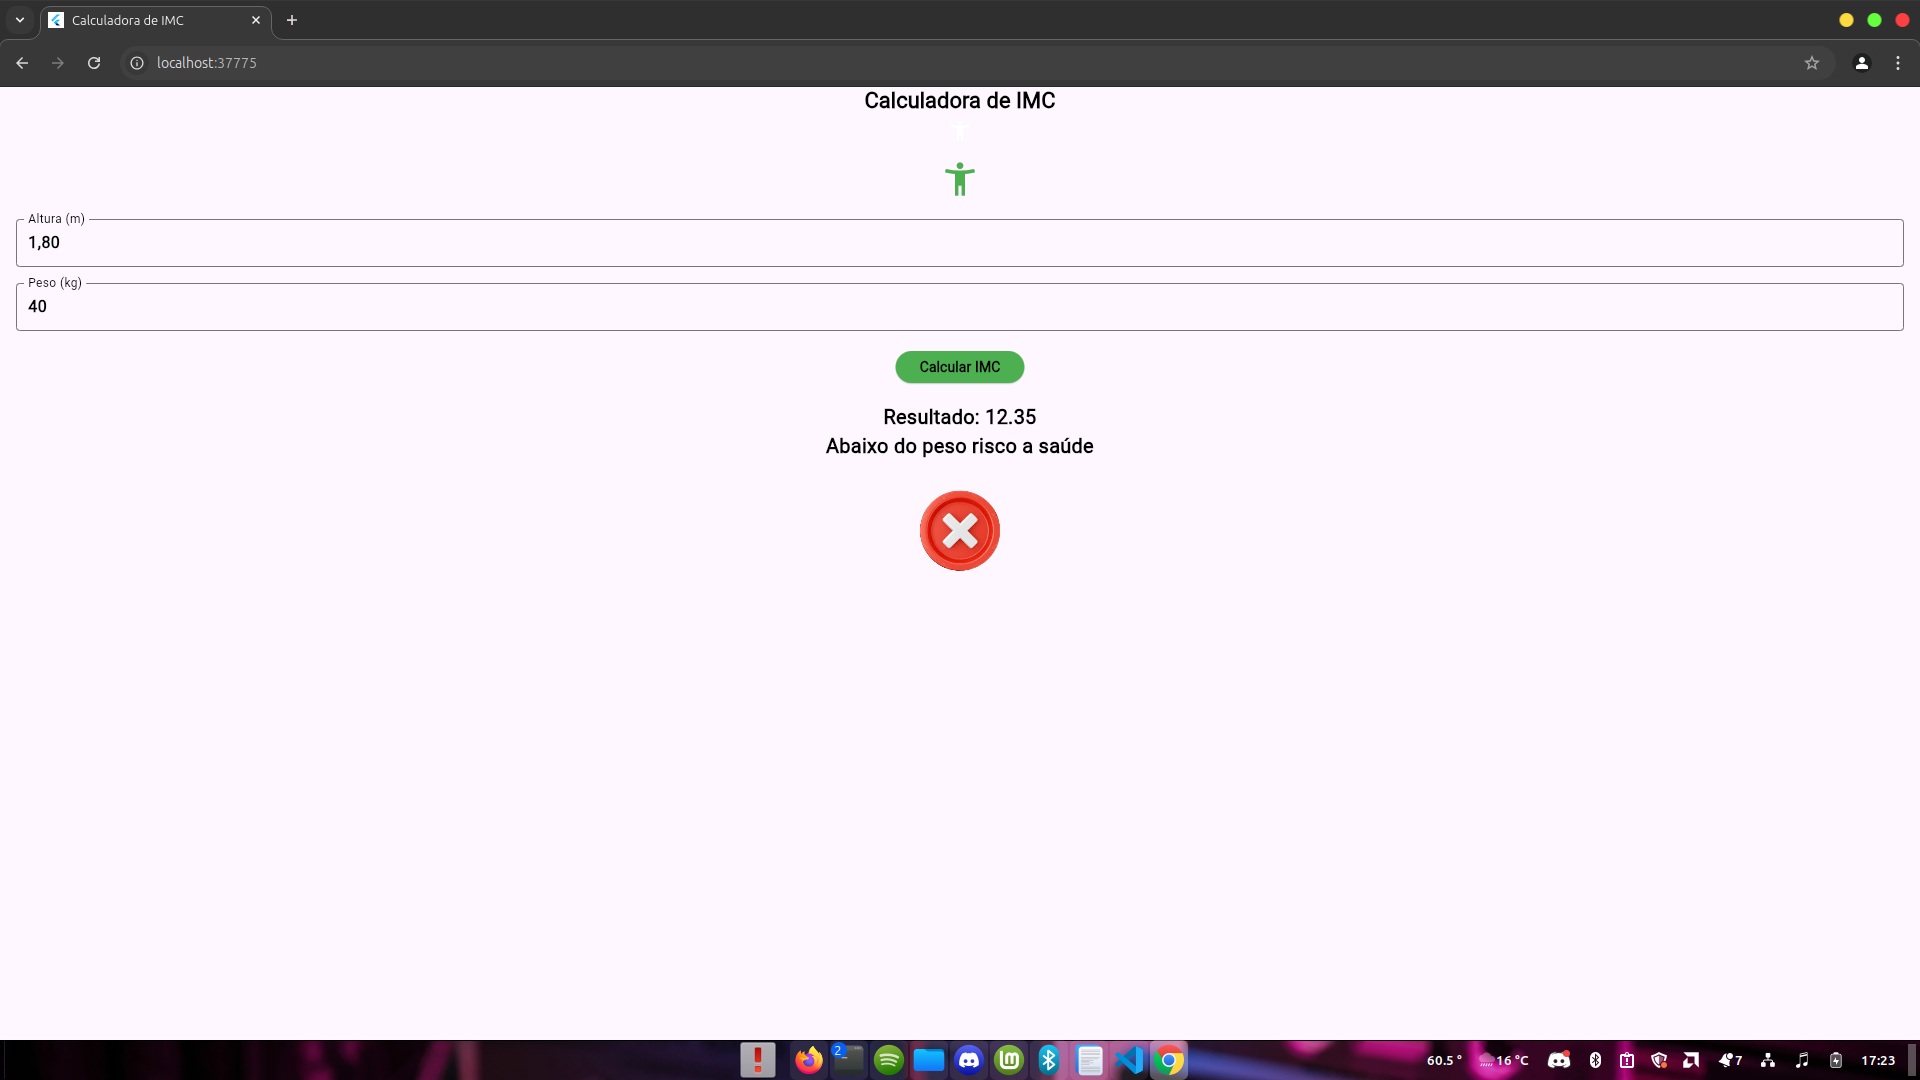 Calculadora de IMC
localhost:37775
Calculadora de IMC
Altura (m)
1,80
Peso (kg)
40
Calcular IMC
Resultado: 12.35
Abaixo do peso risco a saúde
2
60.5 °
16 °C
7
17:23